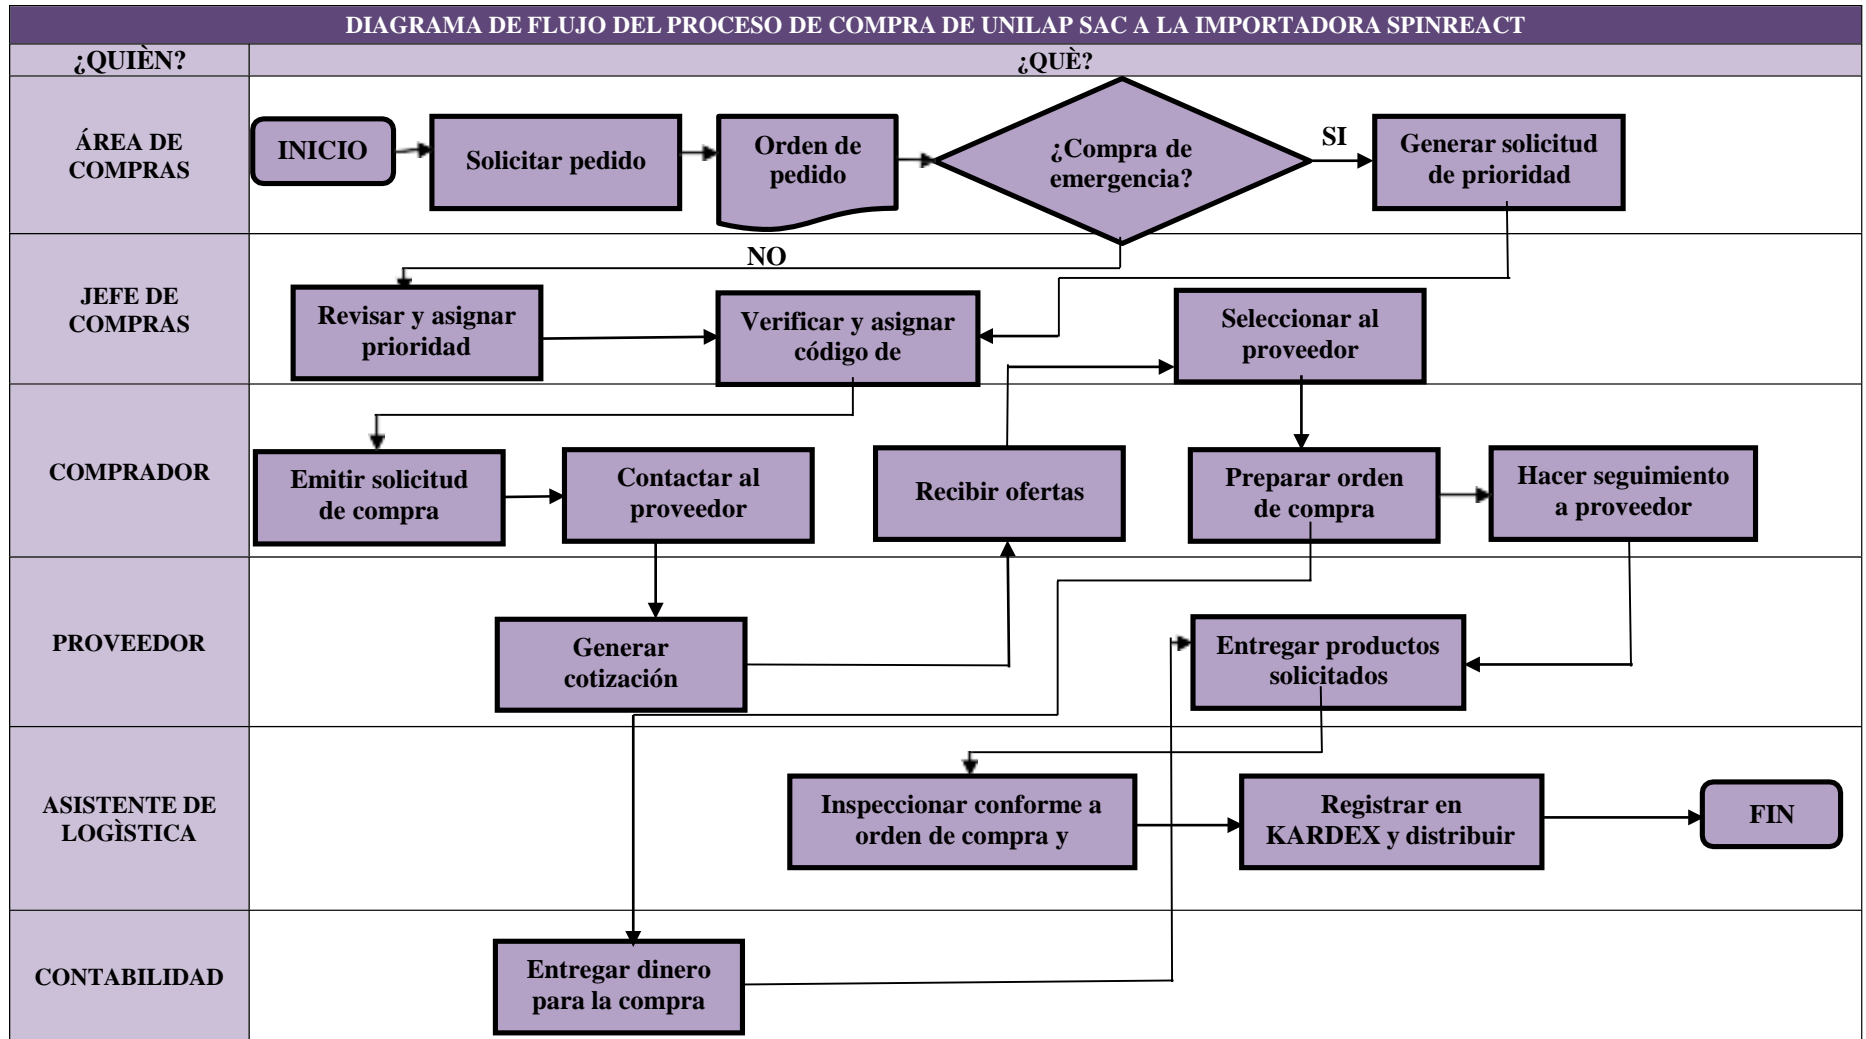 DIAGRAMA DE FLUJO DEL PROCESO DE COMPRA DE UNILAP SAC A LA IMPORTADORA SPINREACT
¿QUIÈN?
¿QUÈ?
ÁREA DE
COMPRAS
INICIO
Solicitar pedido
Orden de
pedido
¿Compra de
emergencia?
SI
Generar solicitud
de prioridad
NO
JEFE DE
COMPRAS
Revisar y asignar
prioridad
Verificar y asignar
código de
Seleccionar al
proveedor
COMPRADOR
Emitir solicitud
de compra
Contactar al
proveedor
Recibir ofertas
Preparar orden
de compra
Hacer seguimiento
a proveedor
PROVEEDOR
Generar
cotización
Entregar productos
solicitados
ASISTENTE DE
LOGÌSTICA
Inspeccionar conforme a
orden de compra y
Registrar en
KARDEX y distribuir
FIN
CONTABILIDAD
Entregar dinero
para la compra